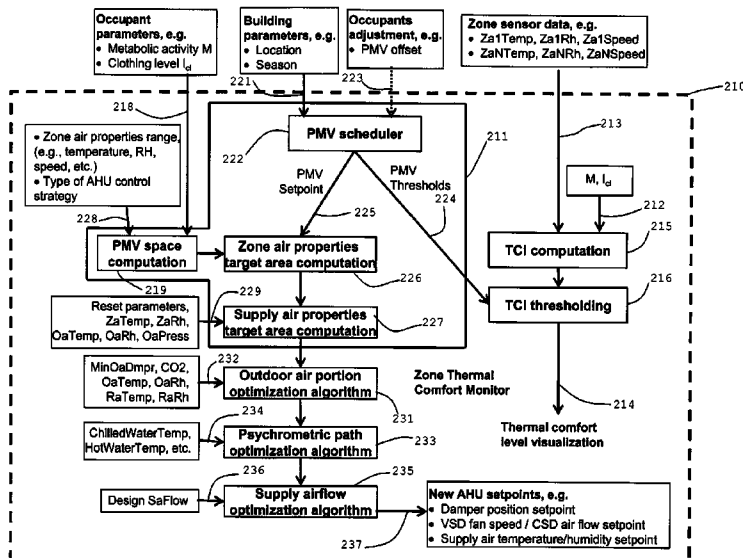 Occupant
parameters, e.g.
• Metabolic activity M
• Clothing level Icl
Building
parameters, e.g.
• Location
• Season
Occupants
adjustment, e.g.
• PMV offset
Zone sensor data, e.g.
• Za1Temp, Za1Rh, Za1Speed
• ZaNTemp, ZaNRh, ZaNSpeed
221
223
210
218
213
211
222
PMV scheduler
• Zone air properties
range,
(e.g., temperature, RH,
speed, etc.)
• Type of AHU control
strategy
PMV
Setpoint
PMV
Thresholds
224
M, Icl
212
225
228
PMV space
computation
219
Zone air properties
target area computation
226
TCI computation
215
216
TCI thresholding
229
Reset parameters,
ZaTemp, ZaRh
OaTemp, OaRh, OaPress
Supply air properties
target area computation
227
232
MinOaDmpr, CO2,
OaTemp, OaRh,
RaTemp, RaRh
Outdoor air portion
optimization algorithm
231
Zone Thermal
Comfort Monitor
214
Thermal comfort
level visualization
234
ChilledWaterTemp,
HotWaterTemp, etc.
Psychrometric path
optimization algorithm
233
236
235
Design SaFlow
Supply airflow
optimization algorithm
237
New AHU setpoints, e.g.
• Damper position setpoint
• VSD fan speed / CSD air flow setpoint
• Supply air temperature/humidity setpoint